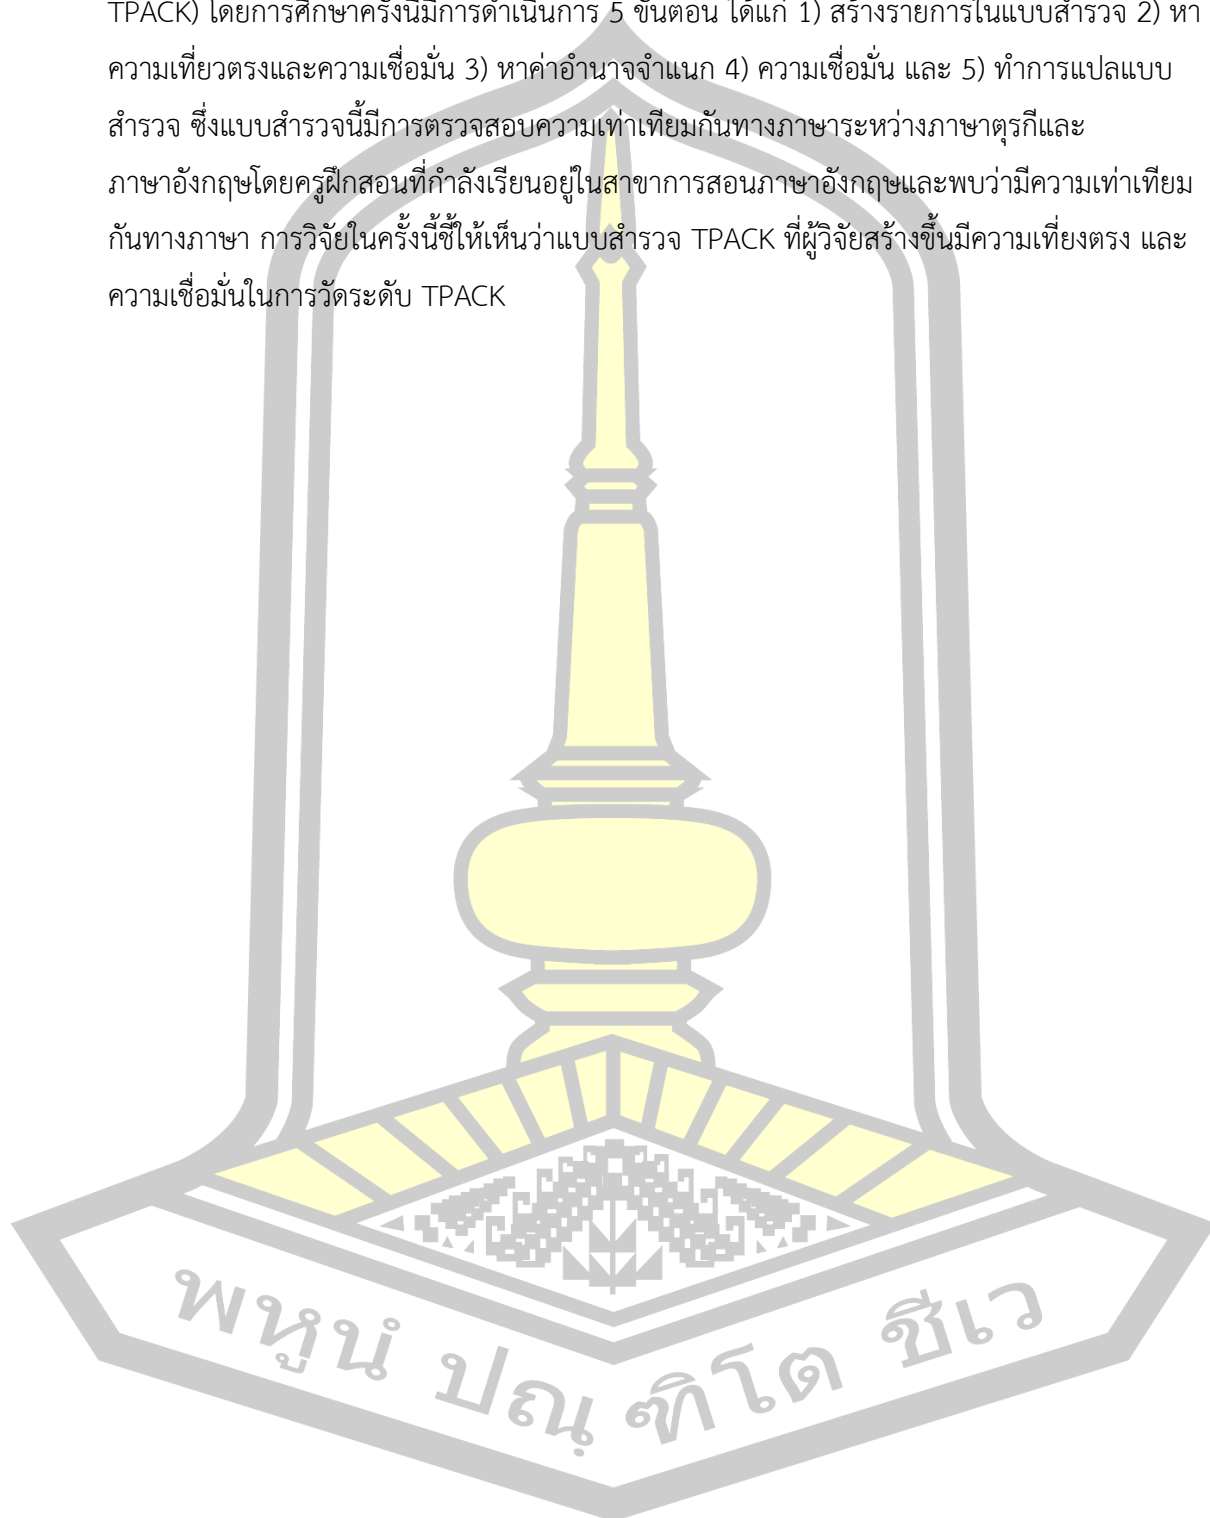 TPACK) โดยการศึกษาครั้งนี้มีการดำเนินการ 5 ขั้นตอน ได้แก่ 1) สร้างรายการในแบบสำรวจ 2) หา
ความเที่ยวตรงและความเชื่อมั่น 3) หาค่าอำนาจจำแนก 4) ความเชื่อมั่น และ 5) ทำการแปลแบบ
สำรวจ ซึ่งแบบสำรวจนี้มีการตรวจสอบความเท่าเทียมกันทางภาษาระหว่างภาษาตุรกีและ
ภาษาอังกฤษโดยครูฝึกสอนที่กำลังเรียนอยู่ในสาขาการสอนภาษาอังกฤษและพบว่ามีความเท่าเทียม
กันทางภาษา การวิจัยในครั้งนี้ชี้ให้เห็นว่าแบบสำรวจ TPACK ที่ผู้วิจัยสร้างขึ้นมีความเที่ยงตรง และ
ความเชื่อมั่นในการวัดระดับ TPACK
พหูนํ ปณฺฑิโต ชีเว